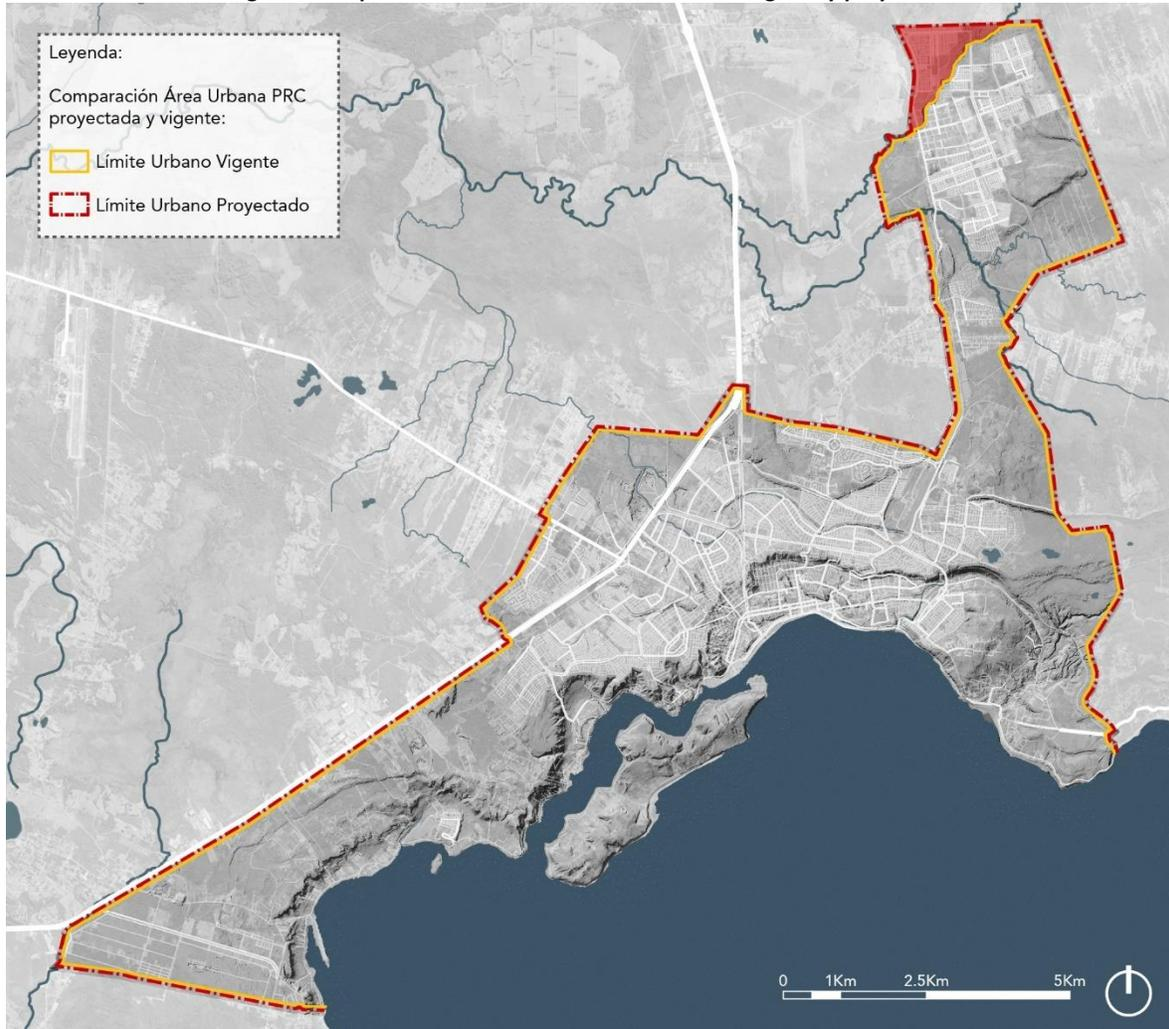 Leyenda:
Comparación Área Urbana PRC
proyectada y vigente:
Límite Urbano Vigente
Límite Urbano Proyectado
0 1Km 2.5Km 5Km